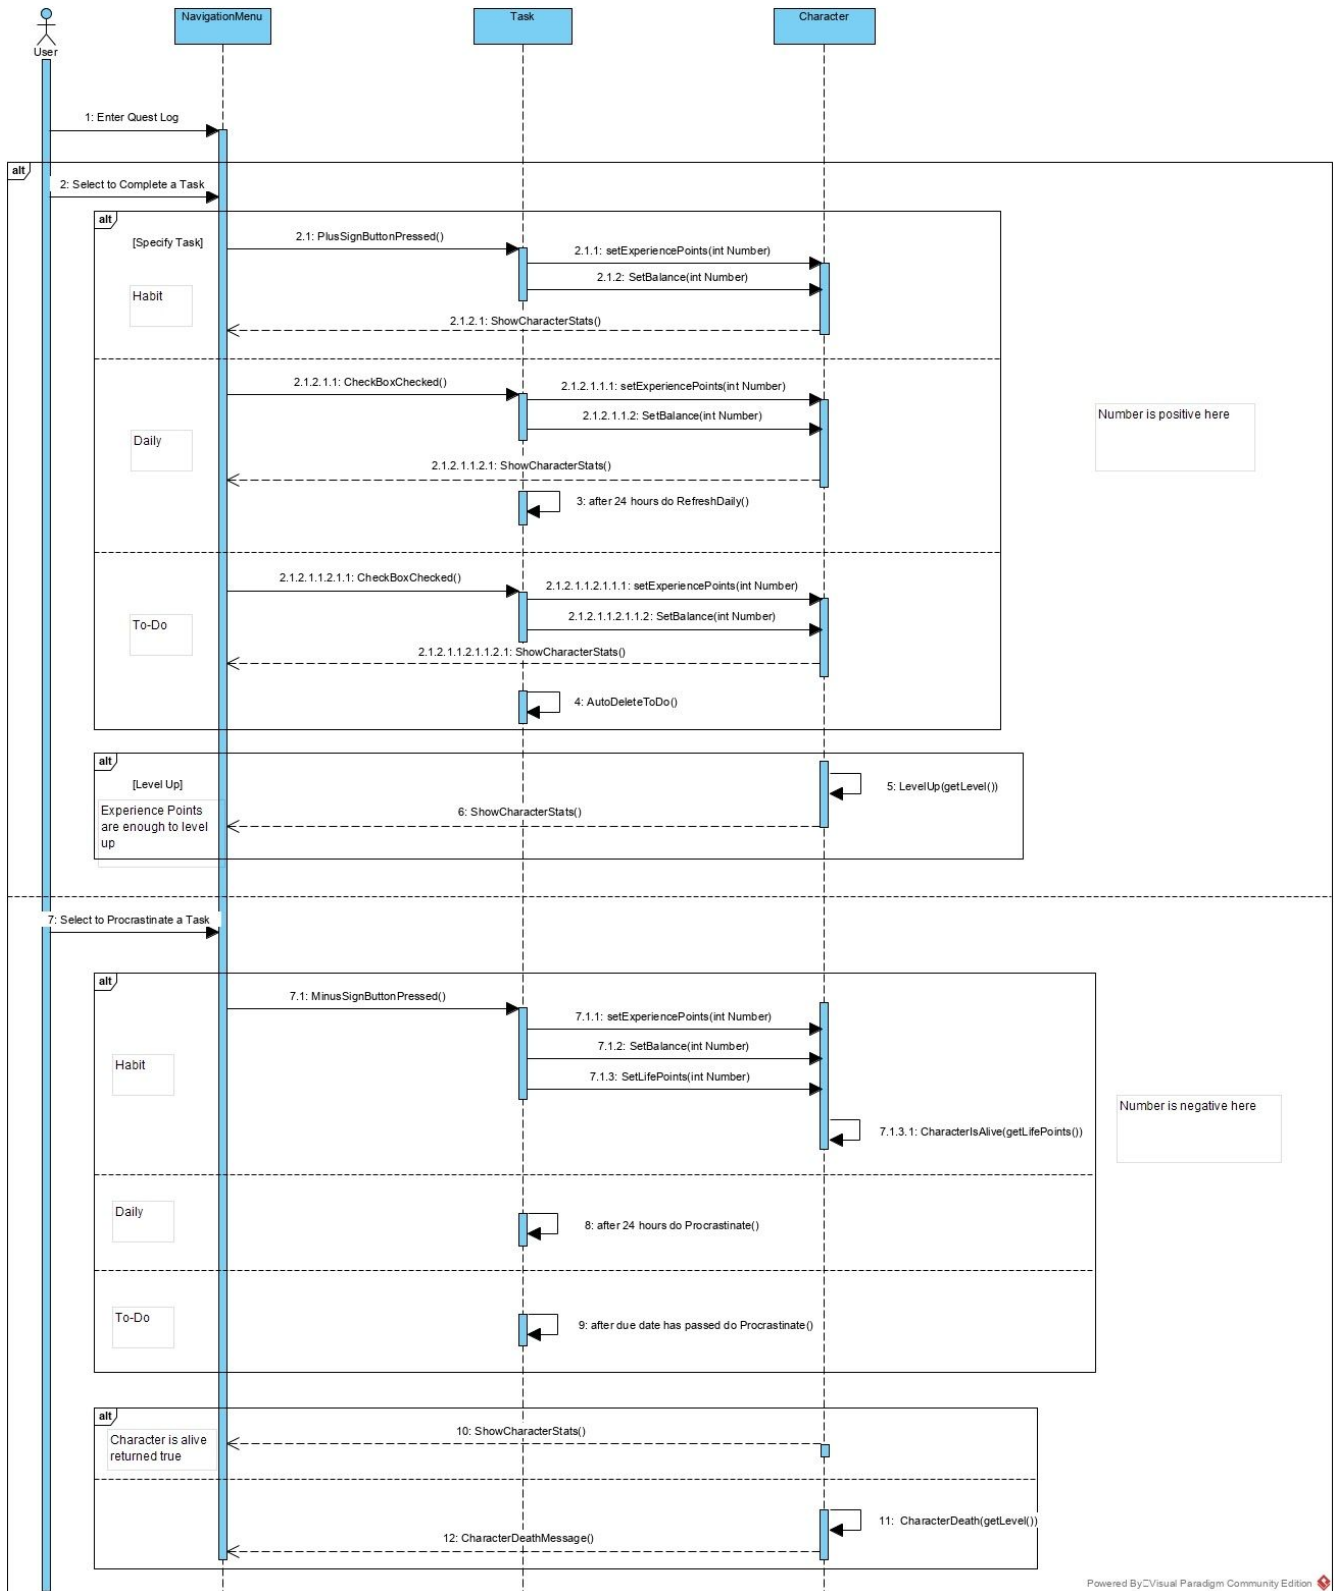 NavigationMenu
Task
Character
User
1: Enter Quest Log
alt
2: Select to Complete a Task
alt
[Specify Task]
2.1: PlusSignButtonPressed()
2.1.1: setExperiencePoints(int Number)
2.1.2: SetBalance(int Number)
Habit
2.1.2.1: ShowCharacterStats()
2.1.2.1.1: CheckBoxChecked()
2.1.2.1.1.1: setExperiencePoints(int Number)
2.1.2.1.1.2: SetBalance(int Number)
Number is positive here
Daily
2.1.2.1.1.2.1: ShowCharacterStats()
3: after 24 hours do RefreshDaily()
2.1.2.1.1.2.1.1: CheckBoxChecked()
2.1.2.1.1.2.1.1.1: setExperiencePoints(int Number)
2.1.2.1.1.2.1.1.2: SetBalance(int Number)
To-Do
2.1.2.1.1.2.1.1.2.1: ShowCharacterStats()
4: AutoDeleteToDo()
alt
[Level Up]
5: LevelUp(getLevel())
Experience Points
are enough to level
up
6: ShowCharacterStats()
7: Select to Procrastinate a Task
alt
7.1: MinusSignButtonPressed()
7.1.1: setExperiencePoints(int Number)
7.1.2: SetBalance(int Number)
Habit
7.1.3: SetLifePoints(int Number)
Number is negative here
7.1.3.1: CharacterIsAlive(getLifePoints())
Daily
8: after 24 hours do Procrastinate()
To-Do
9: after due date has passed do Procrastinate()
alt
Character is alive
returned true
10: ShowCharacterStats()
11: CharacterDeath(getLevel())
12: CharacterDeathMessage()
Powered By Visual Paradigm Community Edition